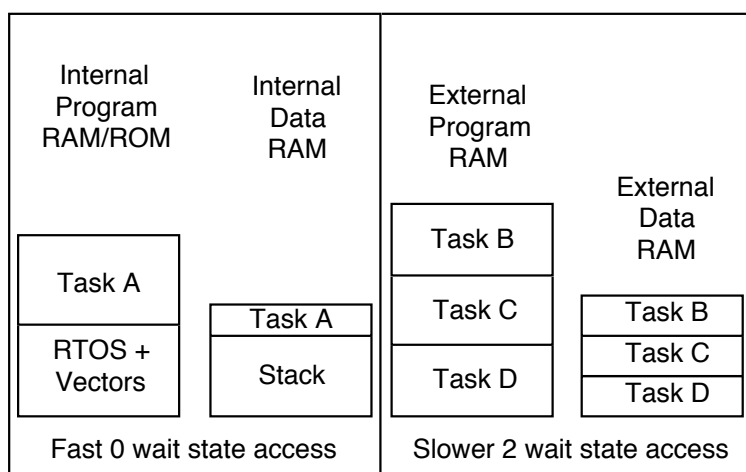 Internal
Program
RAM/ROM
Internal
Data
RAM
Task A
RTOS +
Vectors
Task A
Stack
Fast 0 wait state access
External
Program
RAM
External
Data
RAM
Task B
Task C
Task D
Task B
Task C
Task D
Slower 2 wait state access